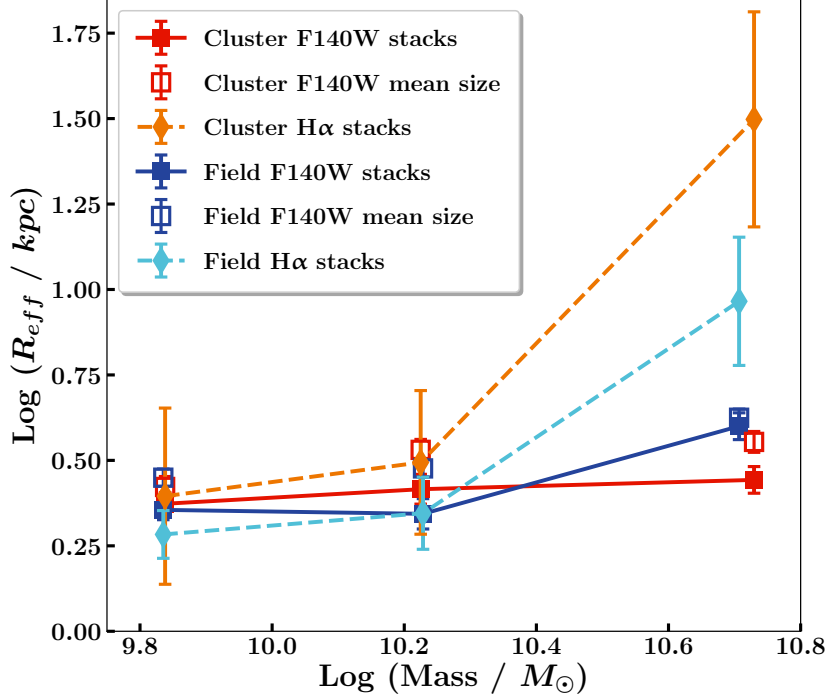 1.75
1.50
1.25
1.00
0.75
0.50
0.25
0.00
Log (R_eff / kpc)
Cluster F140W stacks
Cluster F140W mean size
Cluster Hα stacks
Field F140W stacks
Field F140W mean size
Field Hα stacks
9.8 10.0 10.2 10.4 10.6 10.8
Log (Mass / M_⊙)